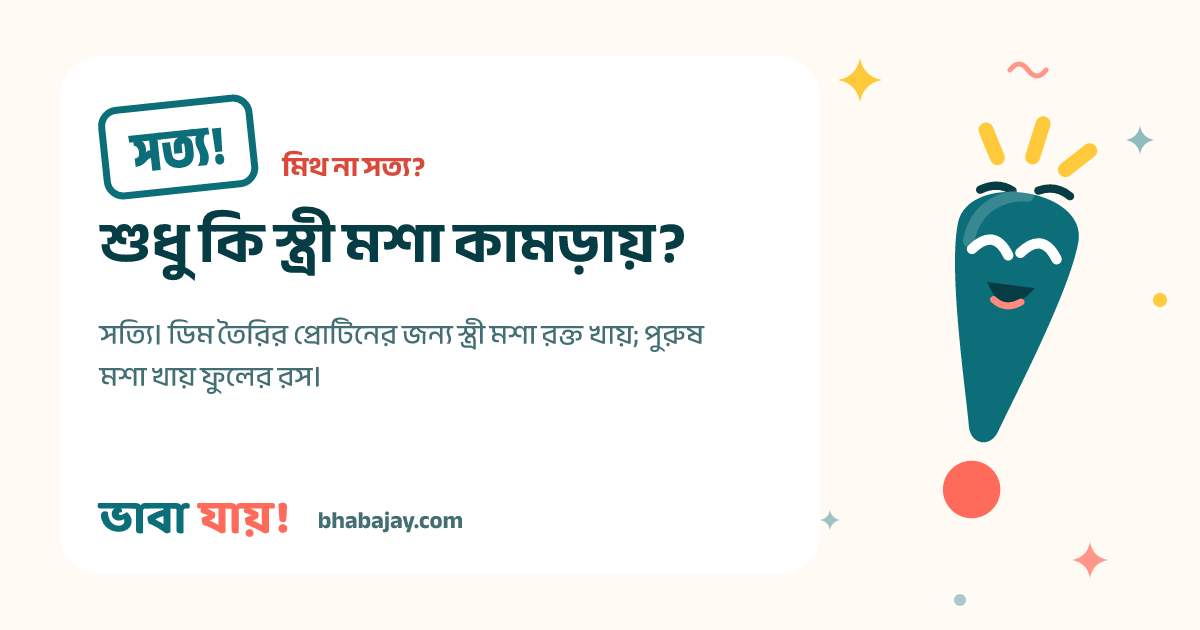 সত্য!
মিথ না সত্য?
শুধু কি স্ত্রী মশা কামড়ায়?
সত্যি। ডিম তৈরির প্রোটিনের জন্য স্ত্রী মশা রক্ত খায়; পুরুষ
মশা খায় ফুলের রস।
ভাবা যায়! bhabajay.com